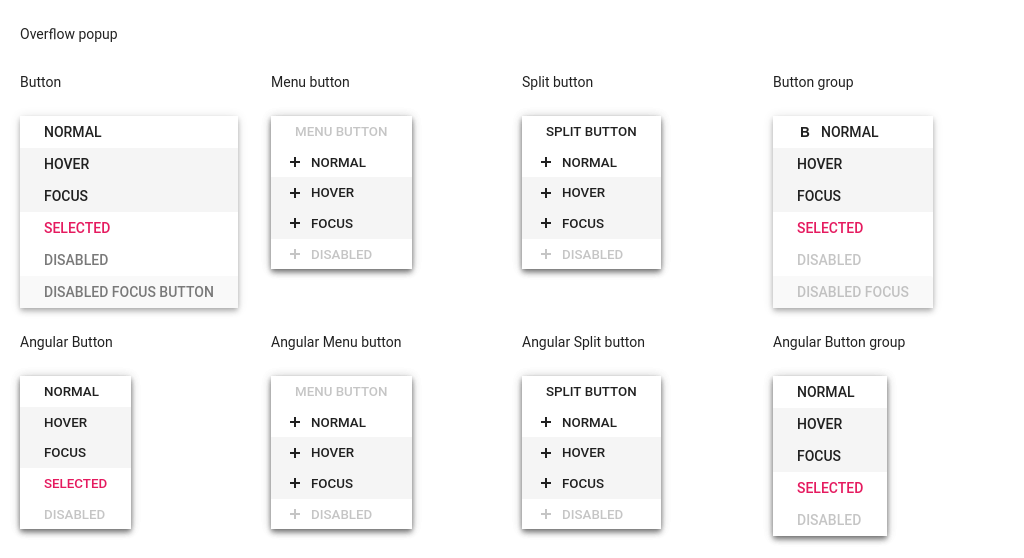 Overflow popup
Button
NORMAL
HOVER
FOCUS
SELECTED
DISABLED
DISABLED FOCUS BUTTON
Menu button
MENU BUTTON
+ NORMAL
+ HOVER
+ FOCUS
+ DISABLED
Split button
SPLIT BUTTON
+ NORMAL
+ HOVER
+ FOCUS
+ DISABLED
Button group
B NORMAL
HOVER
FOCUS
SELECTED
DISABLED
DISABLED FOCUS
Angular Button
NORMAL
HOVER
FOCUS
SELECTED
DISABLED
Angular Menu button
MENU BUTTON
+ NORMAL
+ HOVER
+ FOCUS
+ DISABLED
Angular Split button
SPLIT BUTTON
+ NORMAL
+ HOVER
+ FOCUS
+ DISABLED
Angular Button group
NORMAL
HOVER
FOCUS
SELECTED
DISABLED